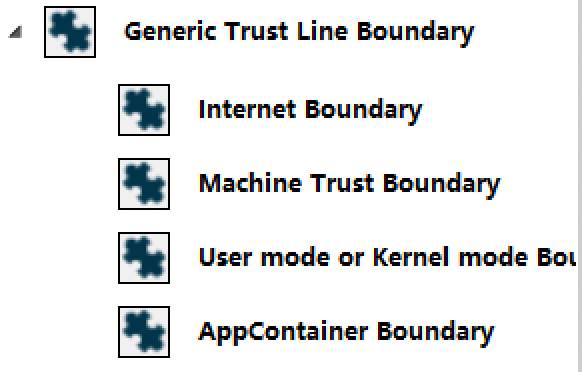 Generic Trust Line Boundary
Internet Boundary
Machine Trust Boundary
User mode or Kernel mode Bou
AppContainer Boundary